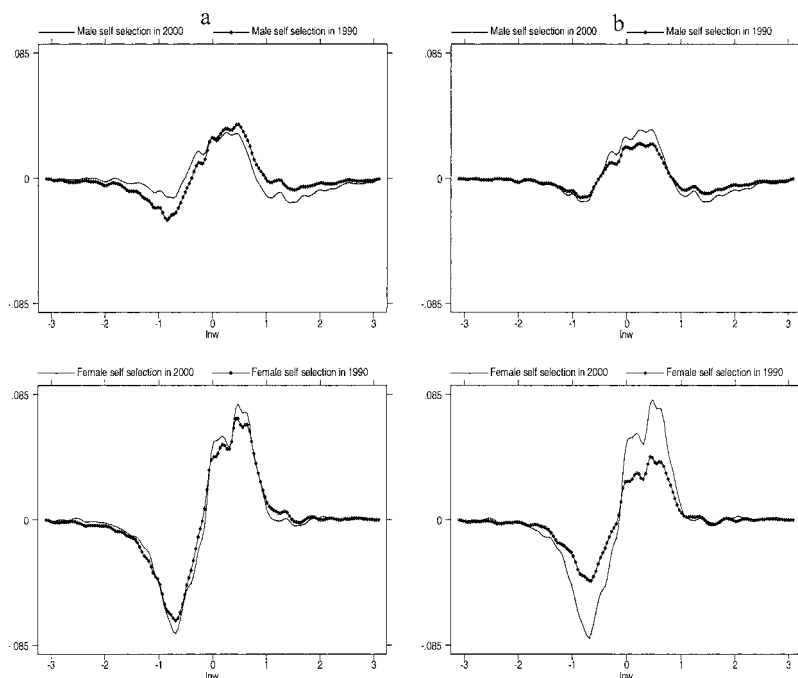 a
b
Male self selection in 2000 Male self selection in 1990
.085
0
-.085
-3 -2 -1 0 1 2 3
lnw
Male self selection in 2000 Male self selection in 1990
.085
0
-.085
-3 -2 -1 0 1 2 3
lnw
Female self selection in 2000 Female self selection in 1990
.085
0
-.085
-3 -2 -1 0 1 2 3
lnw
Female self selection in 2000 Female self selection in 1990
.085
0
-.085
-3 -2 -1 0 1 2 3
lnw